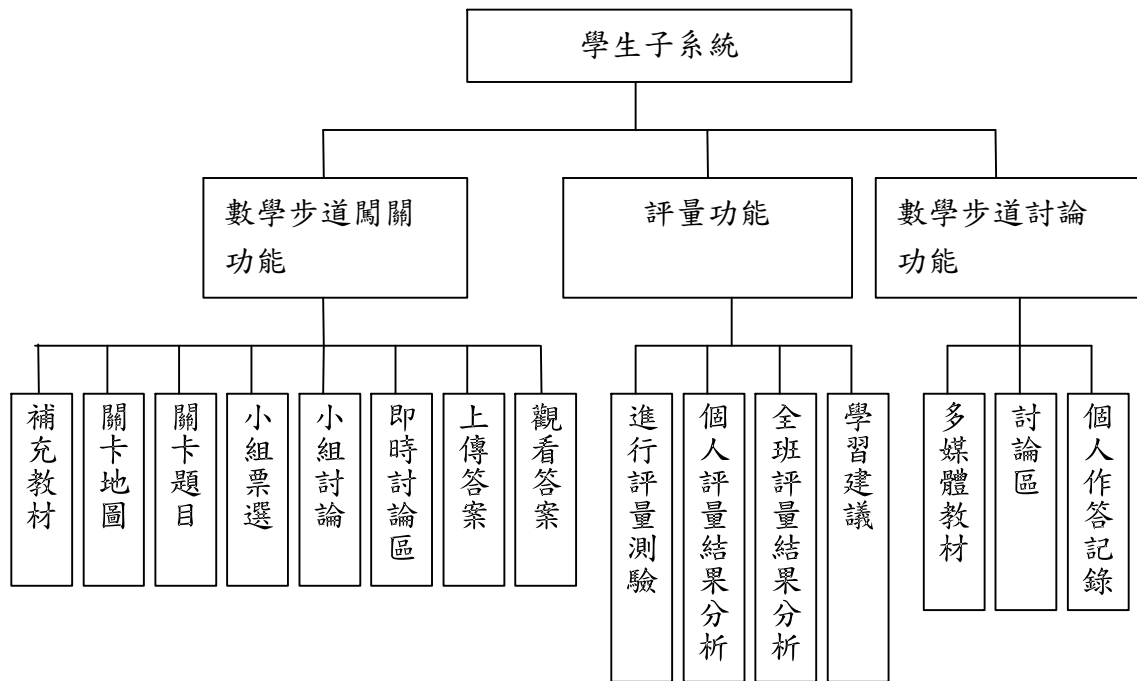 學生子系統
數學步道闖關
功能
評量功能
數學步道討論
功能
補充教材
關卡地圖
關卡題目
小組票選
小組討論
即時討論區
上傳答案
觀看答案
進行評量測驗
個人評量結果分析
全班評量結果分析
學習建議
多媒體教材
討論區
個人作答記錄